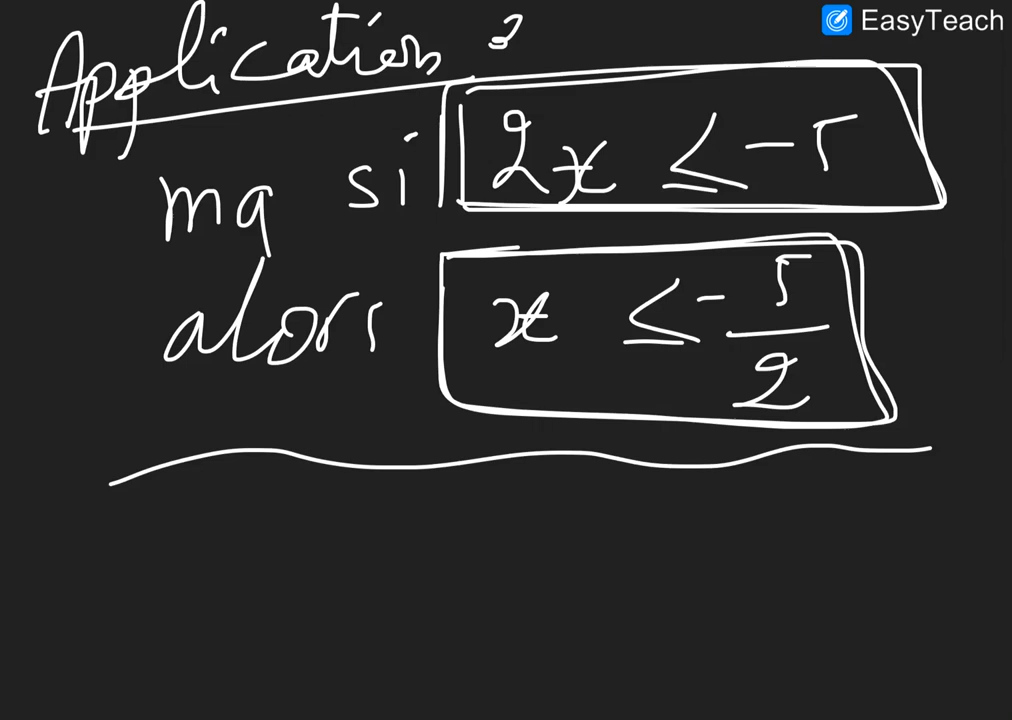 EasyTeach
Application :
mq si 2x ≤ -5
alors x ≤ -5/2